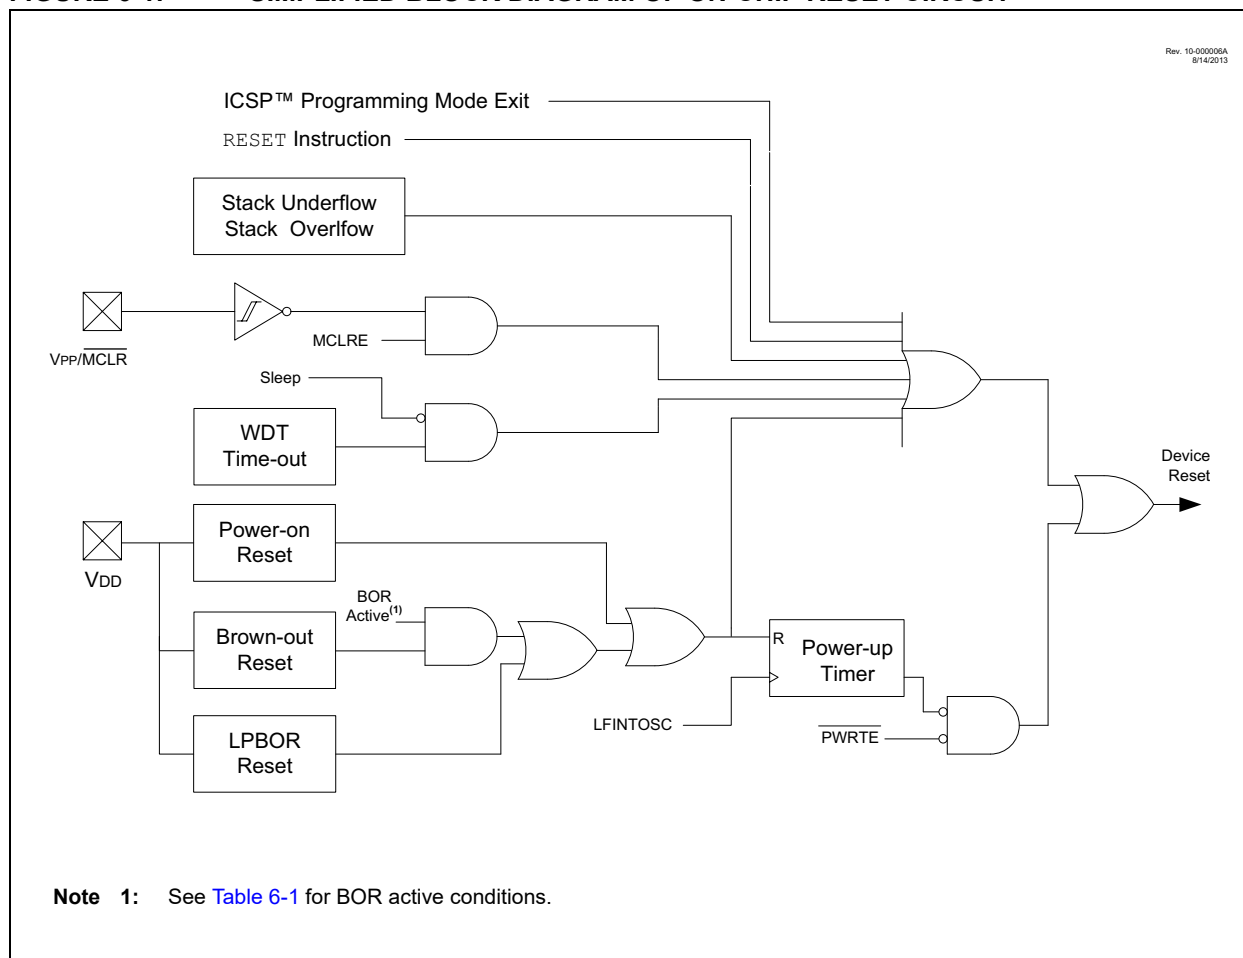 Rev. 10-000006A
8/14/2013
ICSP™ Programming Mode Exit
RESET Instruction
Stack Underflow
Stack Overlfow
VPP/MCLR
MCLRE
Sleep
WDT
Time-out
Device
Reset
VDD
Power-on
Reset
BOR
Active(1)
Brown-out
Reset
R
Power-up
Timer
LFINTOSC
PWRTE
LPBOR
Reset
Note 1: See Table 6-1 for BOR active conditions.